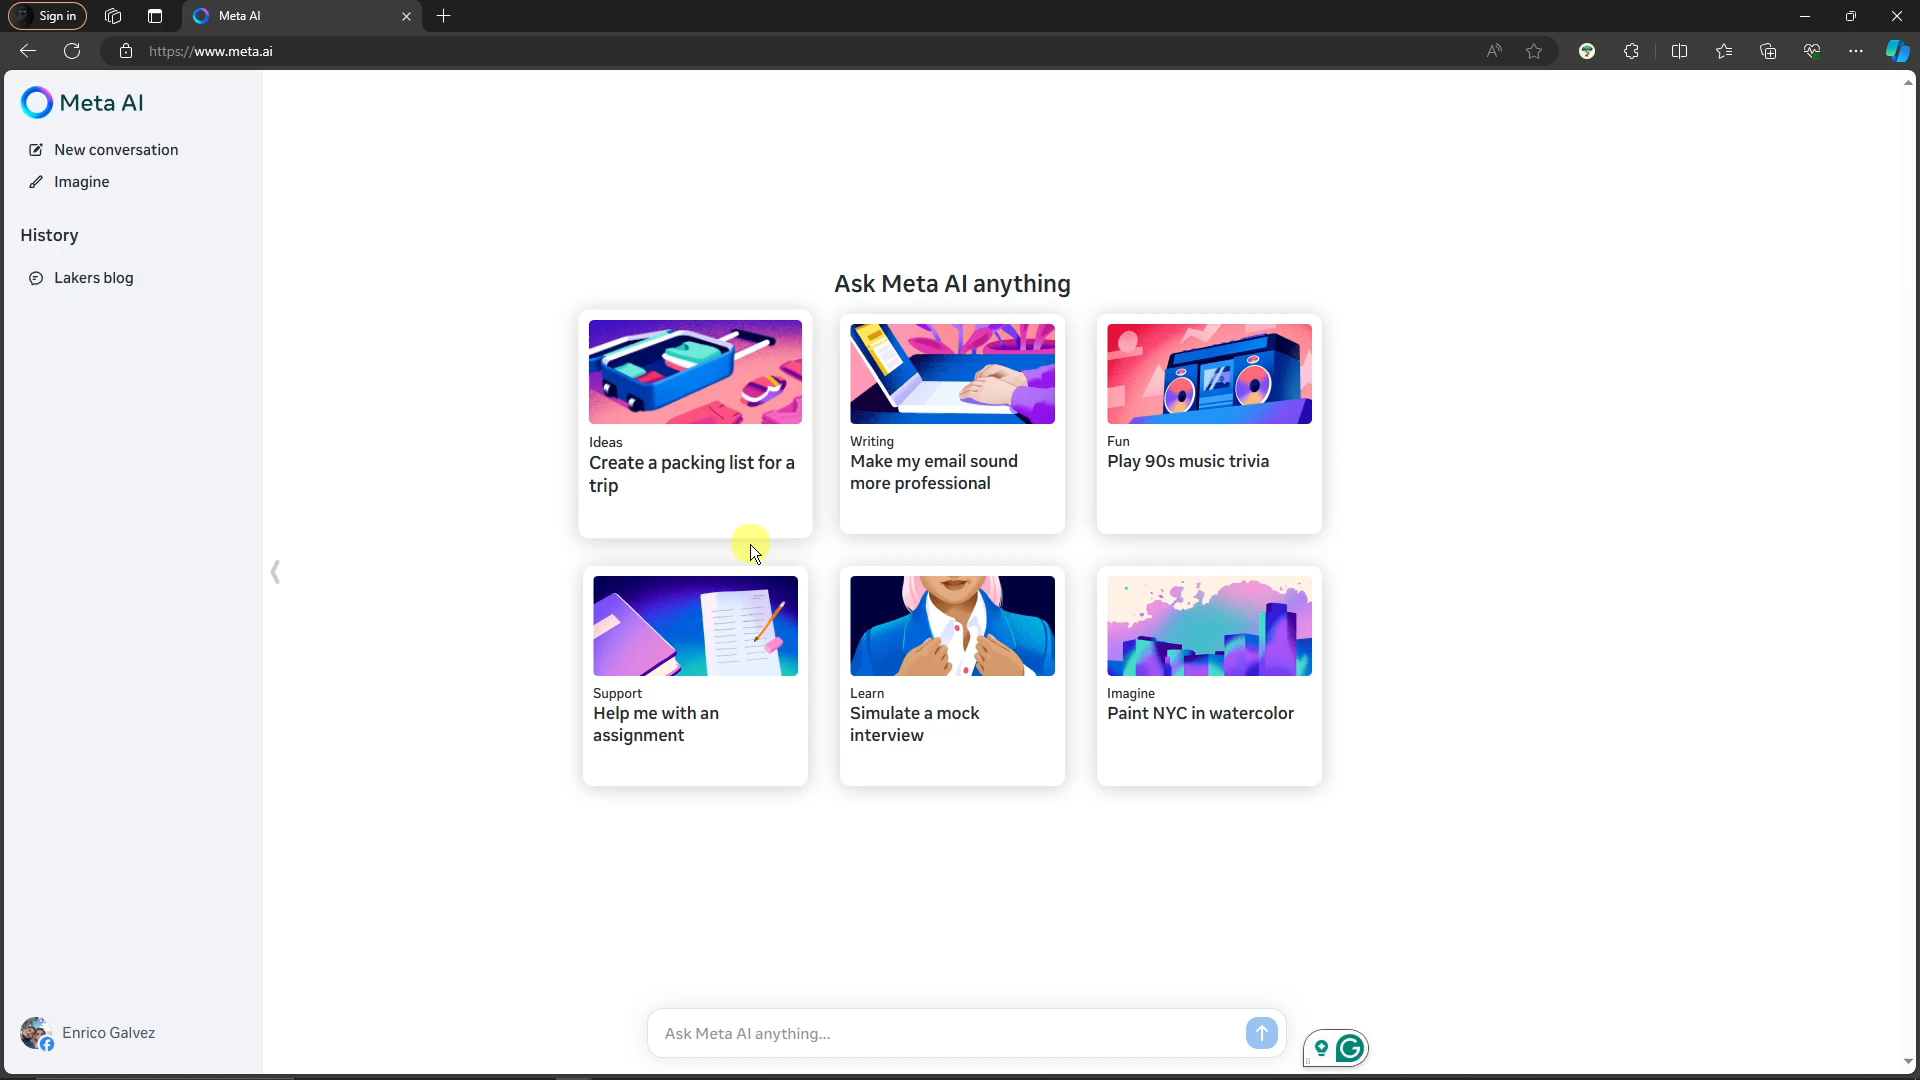 Sign in
Meta AI
https://www.meta.ai
Meta AI
New conversation
Imagine
History
Lakers blog
Ask Meta AI anything
Ideas
Create a packing list for a
trip
Writing
Make my email sound
more professional
Fun
Play 90s music trivia
Support
Help me with an
assignment
Learn
Simulate a mock
interview
Imagine
Paint NYC in watercolor
Enrico Galvez
Ask Meta AI anything...